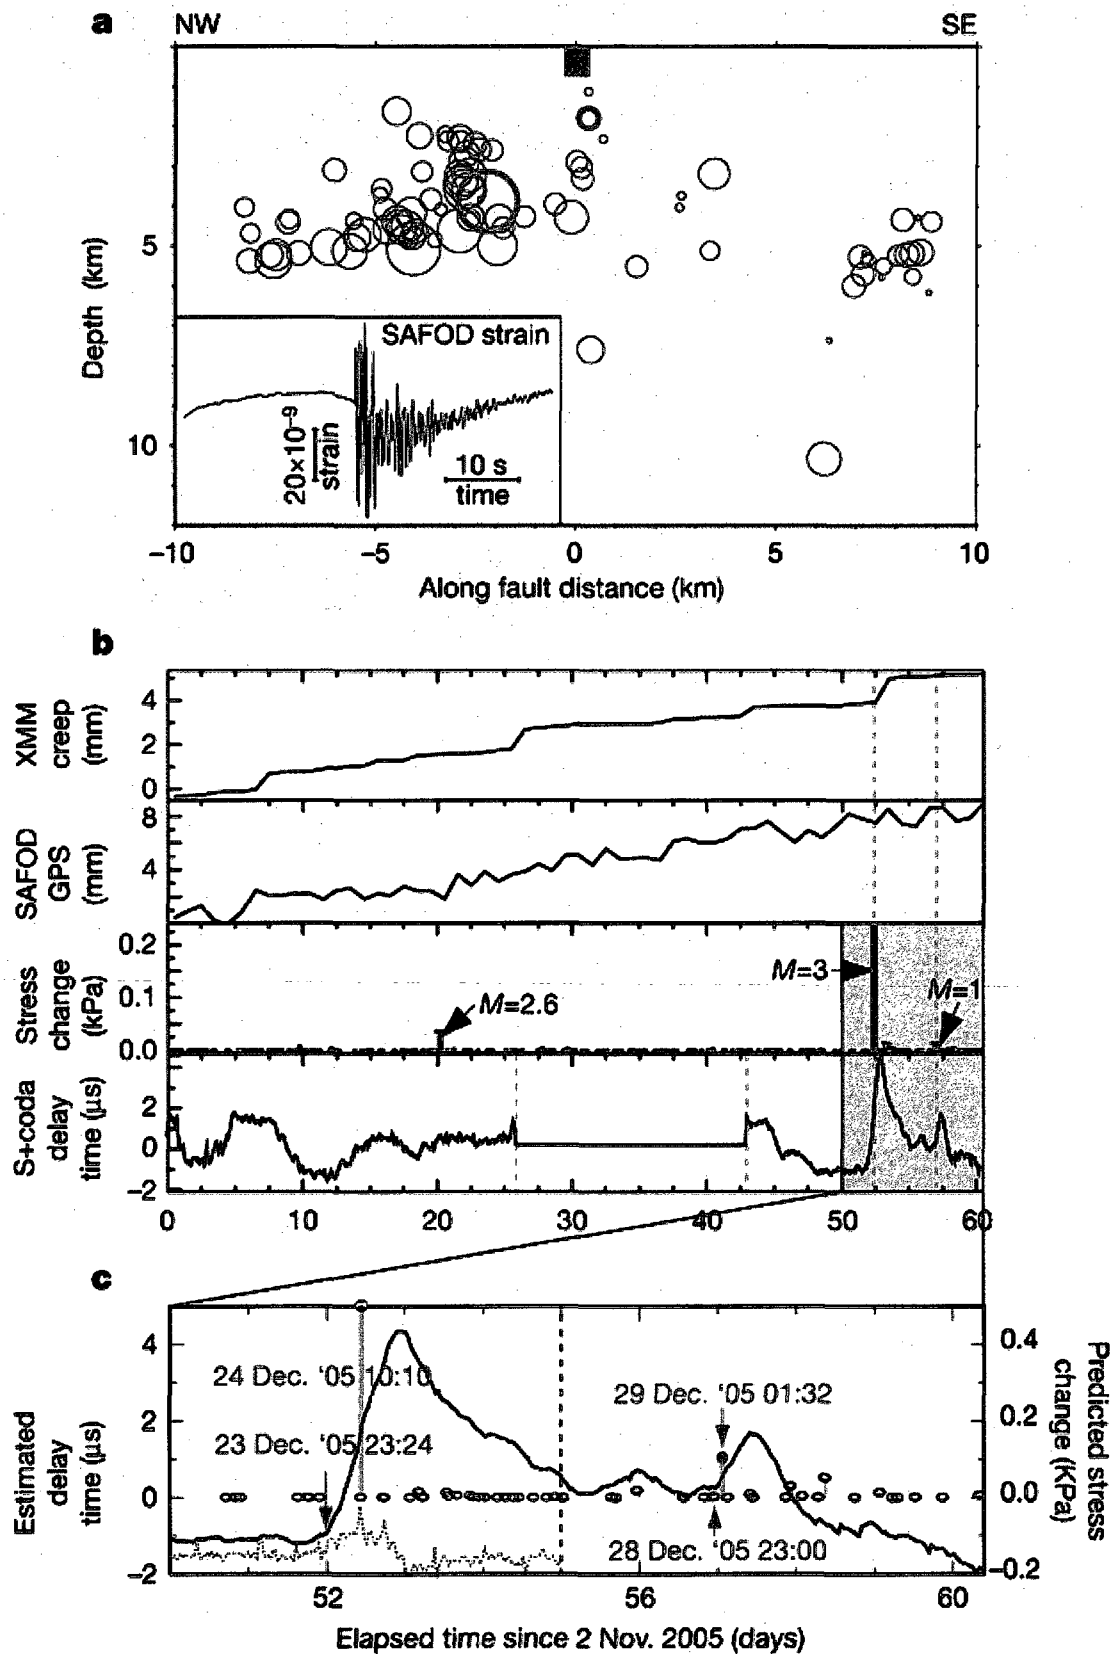 a
NW SE
Depth (km)
5
10
SAFOD strain
20×10⁻⁹
strain
10 s
time
–10 –5 0 5 10
Along fault distance (km)
b
XMM
creep
(mm)
4
2
0
SAFOD
GPS
(mm)
8
4
Stress
change
(kPa)
0.2
0.1
0.0
M=2.6
M=3
M=1
S+coda
delay
time (µs)
2
0
–2
0 10 20 30 40 50 60
c
Estimated
delay
time (µs)
4
2
0
–2
24 Dec. '05 10:10
23 Dec. '05 23:24
29 Dec. '05 01:32
28 Dec. '05 23:00
0.4
0.2
0.0
–0.2
Predicted stress
change (KPa)
52 56 60
Elapsed time since 2 Nov. 2005 (days)